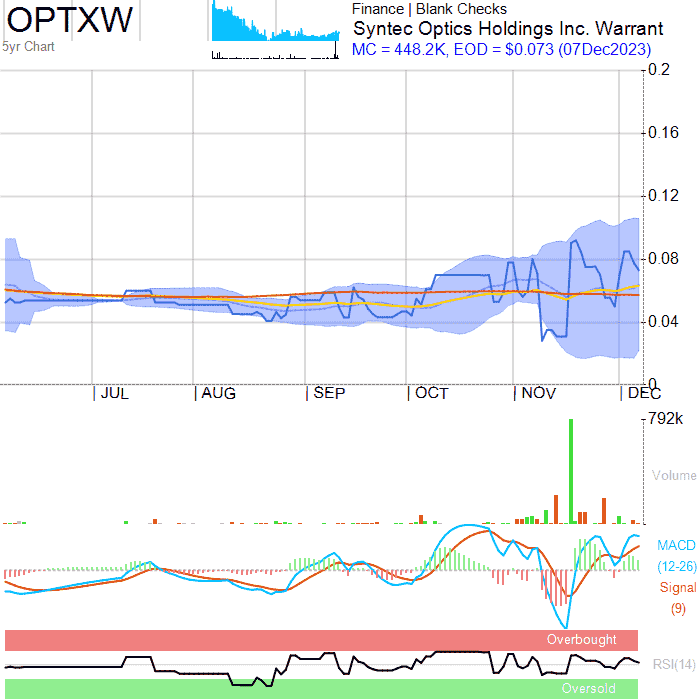 OPTXW
5yr Chart
Finance | Blank Checks
Syntec Optics Holdings Inc. Warrant
MC = 448.2K, EOD = $0.073 (07Dec2023)
0.2
0.16
0.12
0.08
0.04
0
JUL AUG SEP OCT NOV DEC
792k
Volume
MACD
(12-26)
Signal
(9)
Overbought
RSI(14)
Oversold